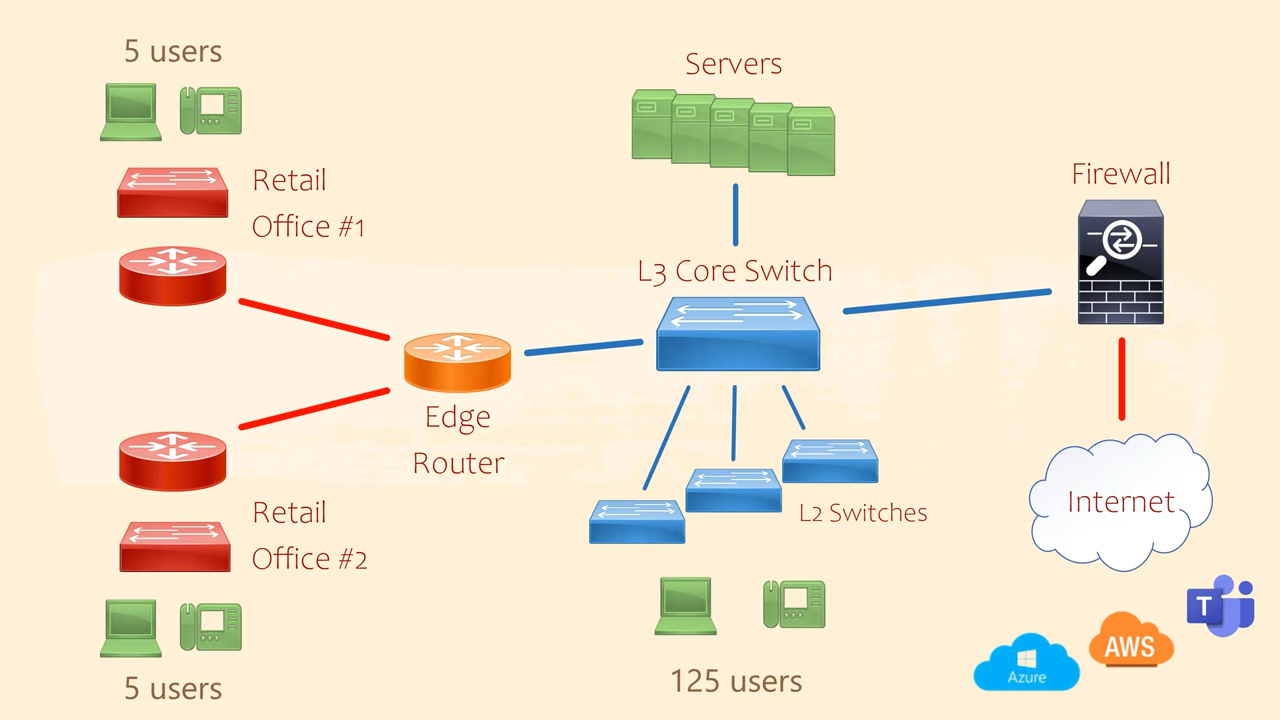 5 users
Retail
Office #1
Edge
Router
Retail
Office #2
5 users
Servers
L3 Core Switch
L2 Switches
125 users
Firewall
Internet
T
AWS
Azure